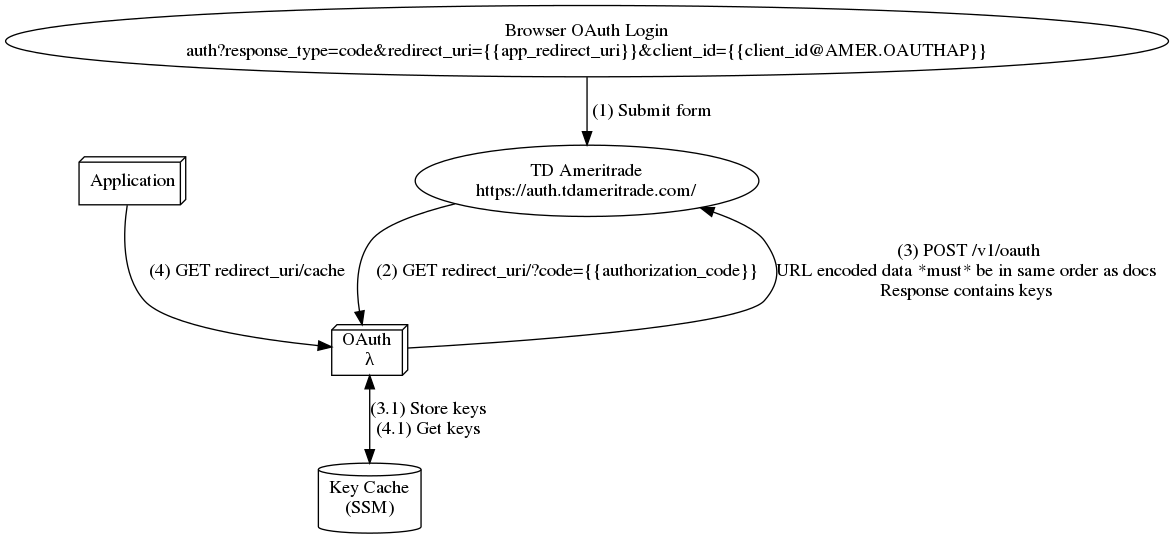 Browser OAuth Login
auth?response_type=code&redirect_uri={{app_redirect_uri}}&client_id={{client_id@AMER.OAUTHAP}}
(1) Submit form
TD Ameritrade
https://auth.tdameritrade.com/
Application
(4) GET redirect_uri/cache
(2) GET redirect_uri/?code={{authorization_code}}
(3) POST /v1/oauth
URL encoded data *must* be in same order as docs
Response contains keys
OAuth
λ
(3.1) Store keys
(4.1) Get keys
Key Cache
(SSM)